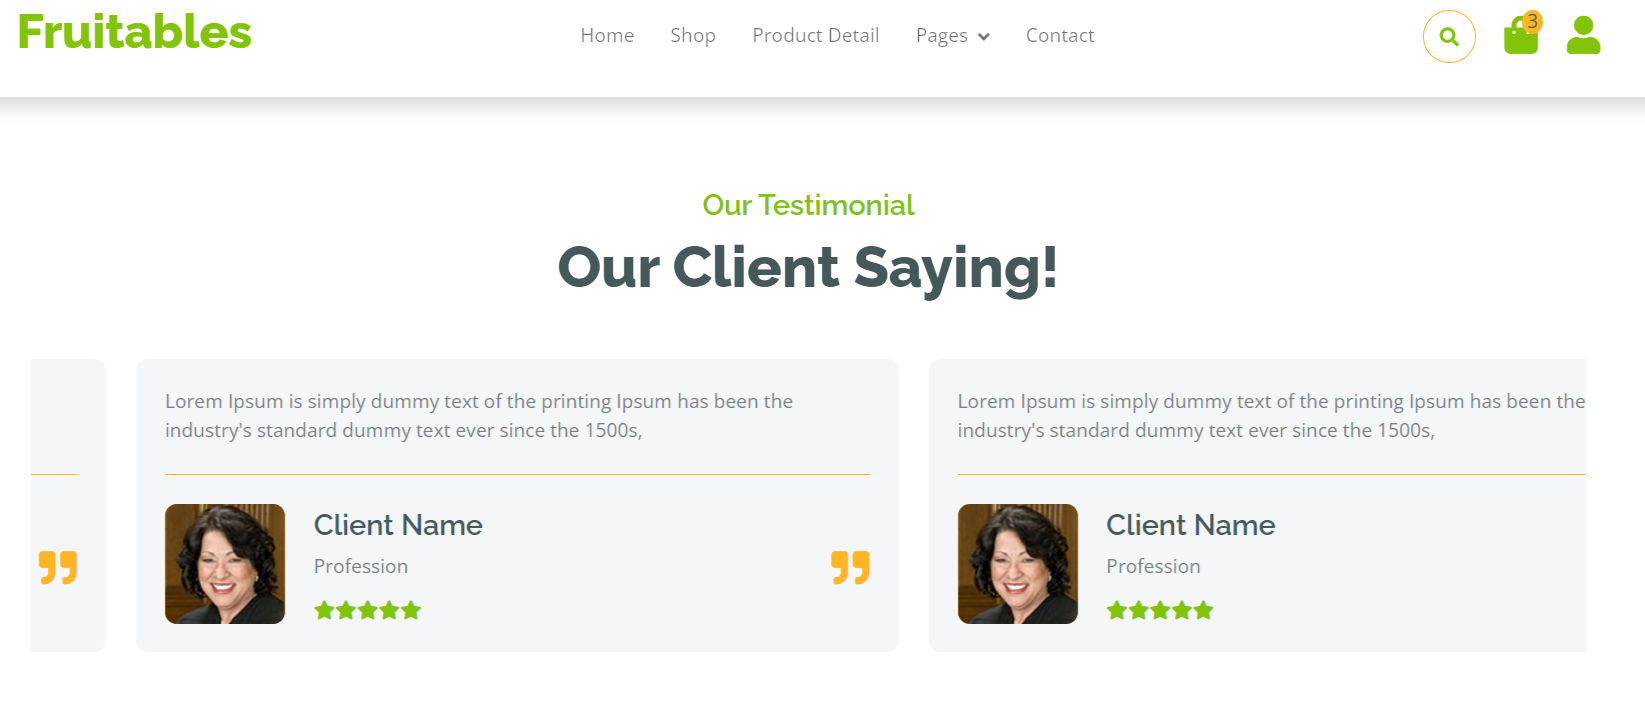 Fruitables
Home Shop Product Detail Pages Contact
3
Our Testimonial
Our Client Saying!
Lorem Ipsum is simply dummy text of the printing Ipsum has been the
industry's standard dummy text ever since the 1500s,
Client Name
Profession
Lorem Ipsum is simply dummy text of the printing Ipsum has been the
industry's standard dummy text ever since the 1500s,
Client Name
Profession